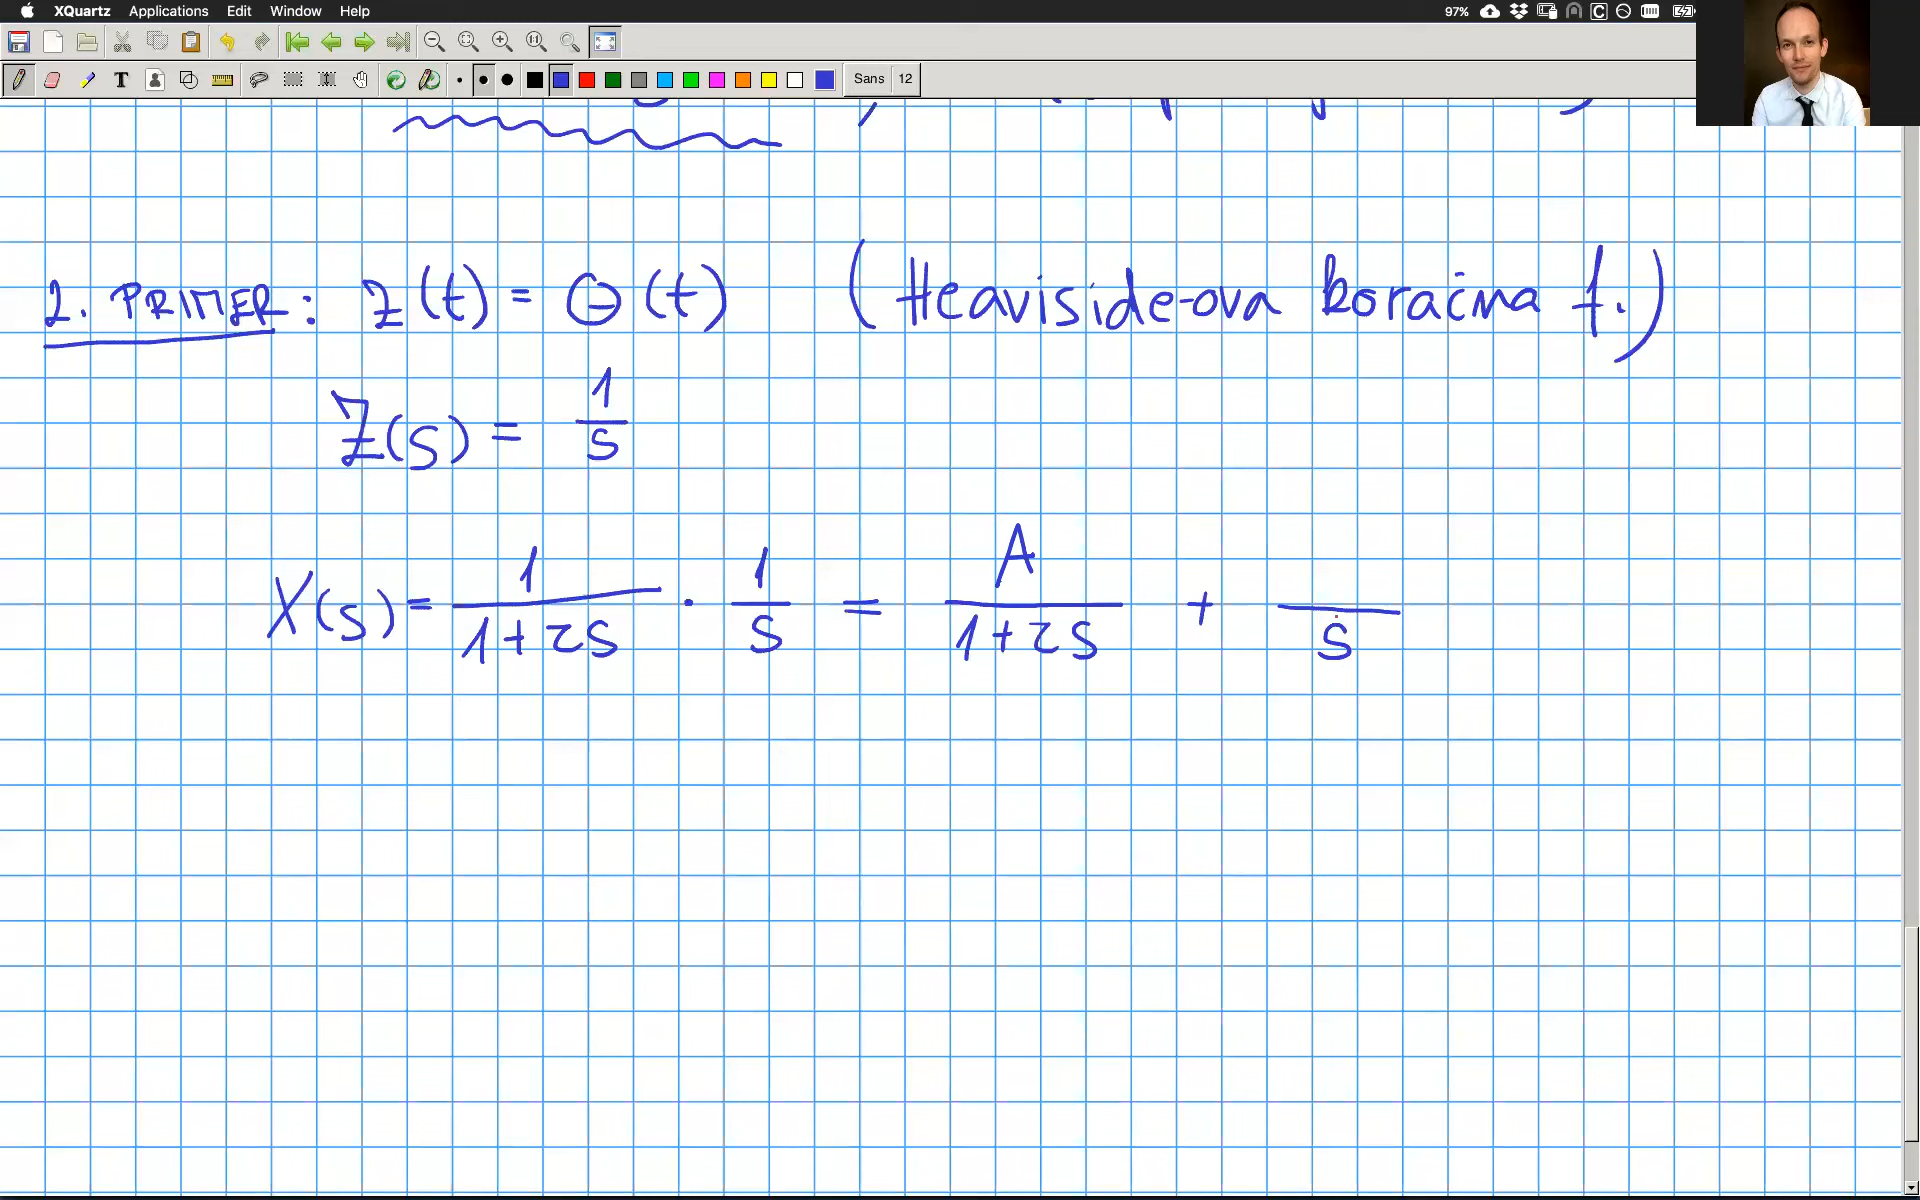 XQuartz Applications Edit Window Help 97%
Sans 12
2. PRIMER: z(t) = Θ(t) (Heaviside-ova koračna f.)
Z(s) = 1/s
X(s) = 1/(1+τs) · 1/s = A/(1+τs) + /s